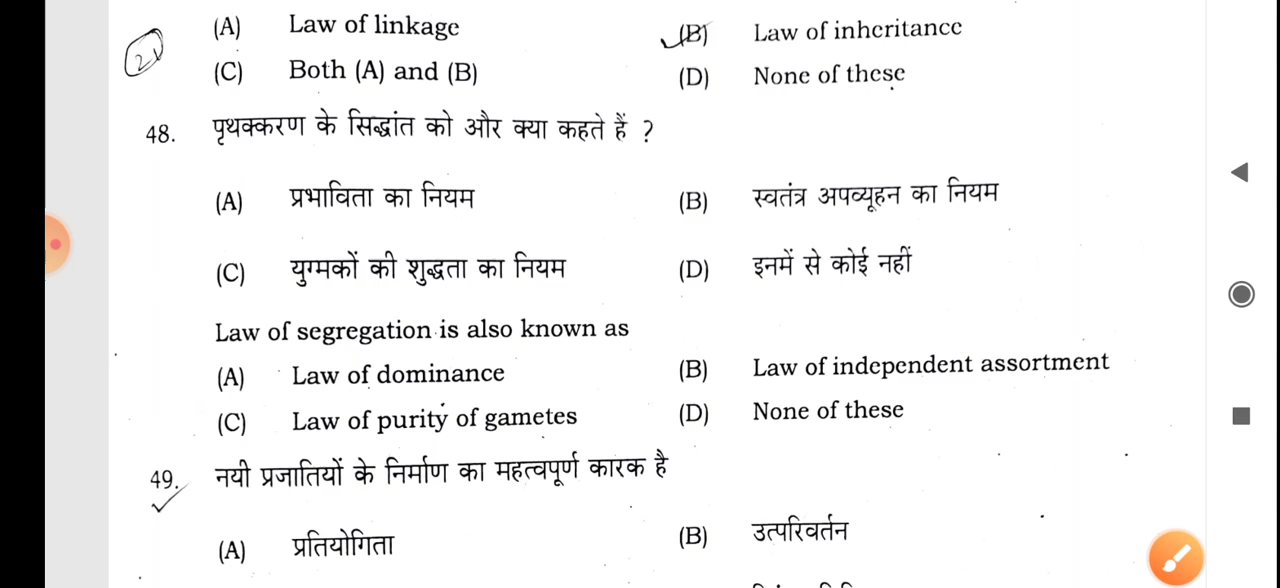 (A) Law of linkage (B) Law of inheritance
21
(C) Both (A) and (B) (D) None of these
48. पृथक्करण के सिद्धांत को और क्या कहते हैं ?
(A) प्रभाविता का नियम (B) स्वतंत्र अपव्यूहन का नियम
(C) युग्मकों की शुद्धता का नियम (D) इनमें से कोई नहीं
Law of segregation is also known as
(A) Law of dominance (B) Law of independent assortment
(C) Law of purity of gametes (D) None of these
49. नयी प्रजातियों के निर्माण का महत्वपूर्ण कारक है
(A) प्रतियोगिता (B) उत्परिवर्तन